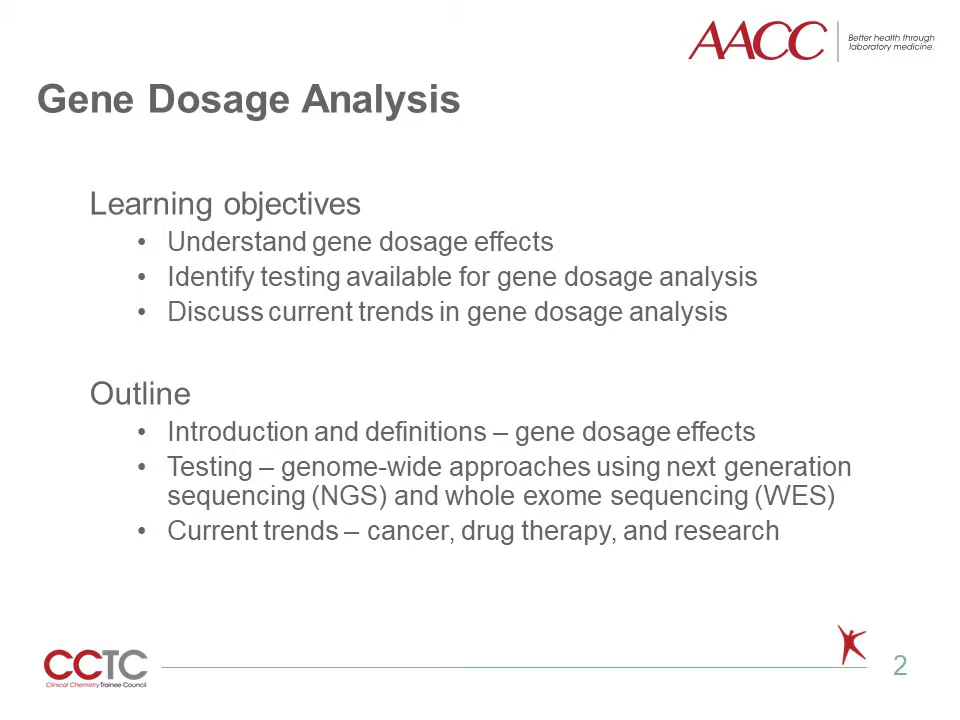 AACC
Better health through
laboratory medicine.
Gene Dosage Analysis
Learning objectives
• Understand gene dosage effects
• Identify testing available for gene dosage analysis
• Discuss current trends in gene dosage analysis
Outline
• Introduction and definitions – gene dosage effects
• Testing – genome-wide approaches using next generation
sequencing (NGS) and whole exome sequencing (WES)
• Current trends – cancer, drug therapy, and research
CCTC
Clinical Chemistry Trainee Council
2